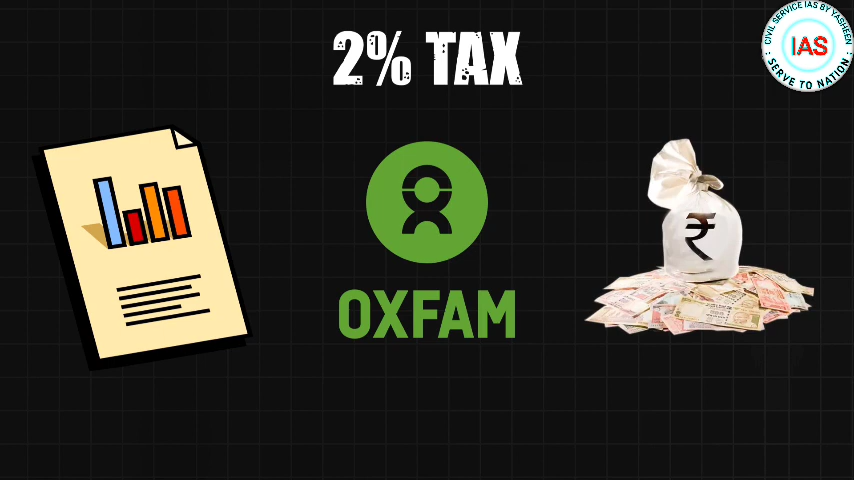 2% TAX
CIVIL SERVICE IAS BY YASHEEN
IAS
: SERVE TO NATION :
OXFAM
₹